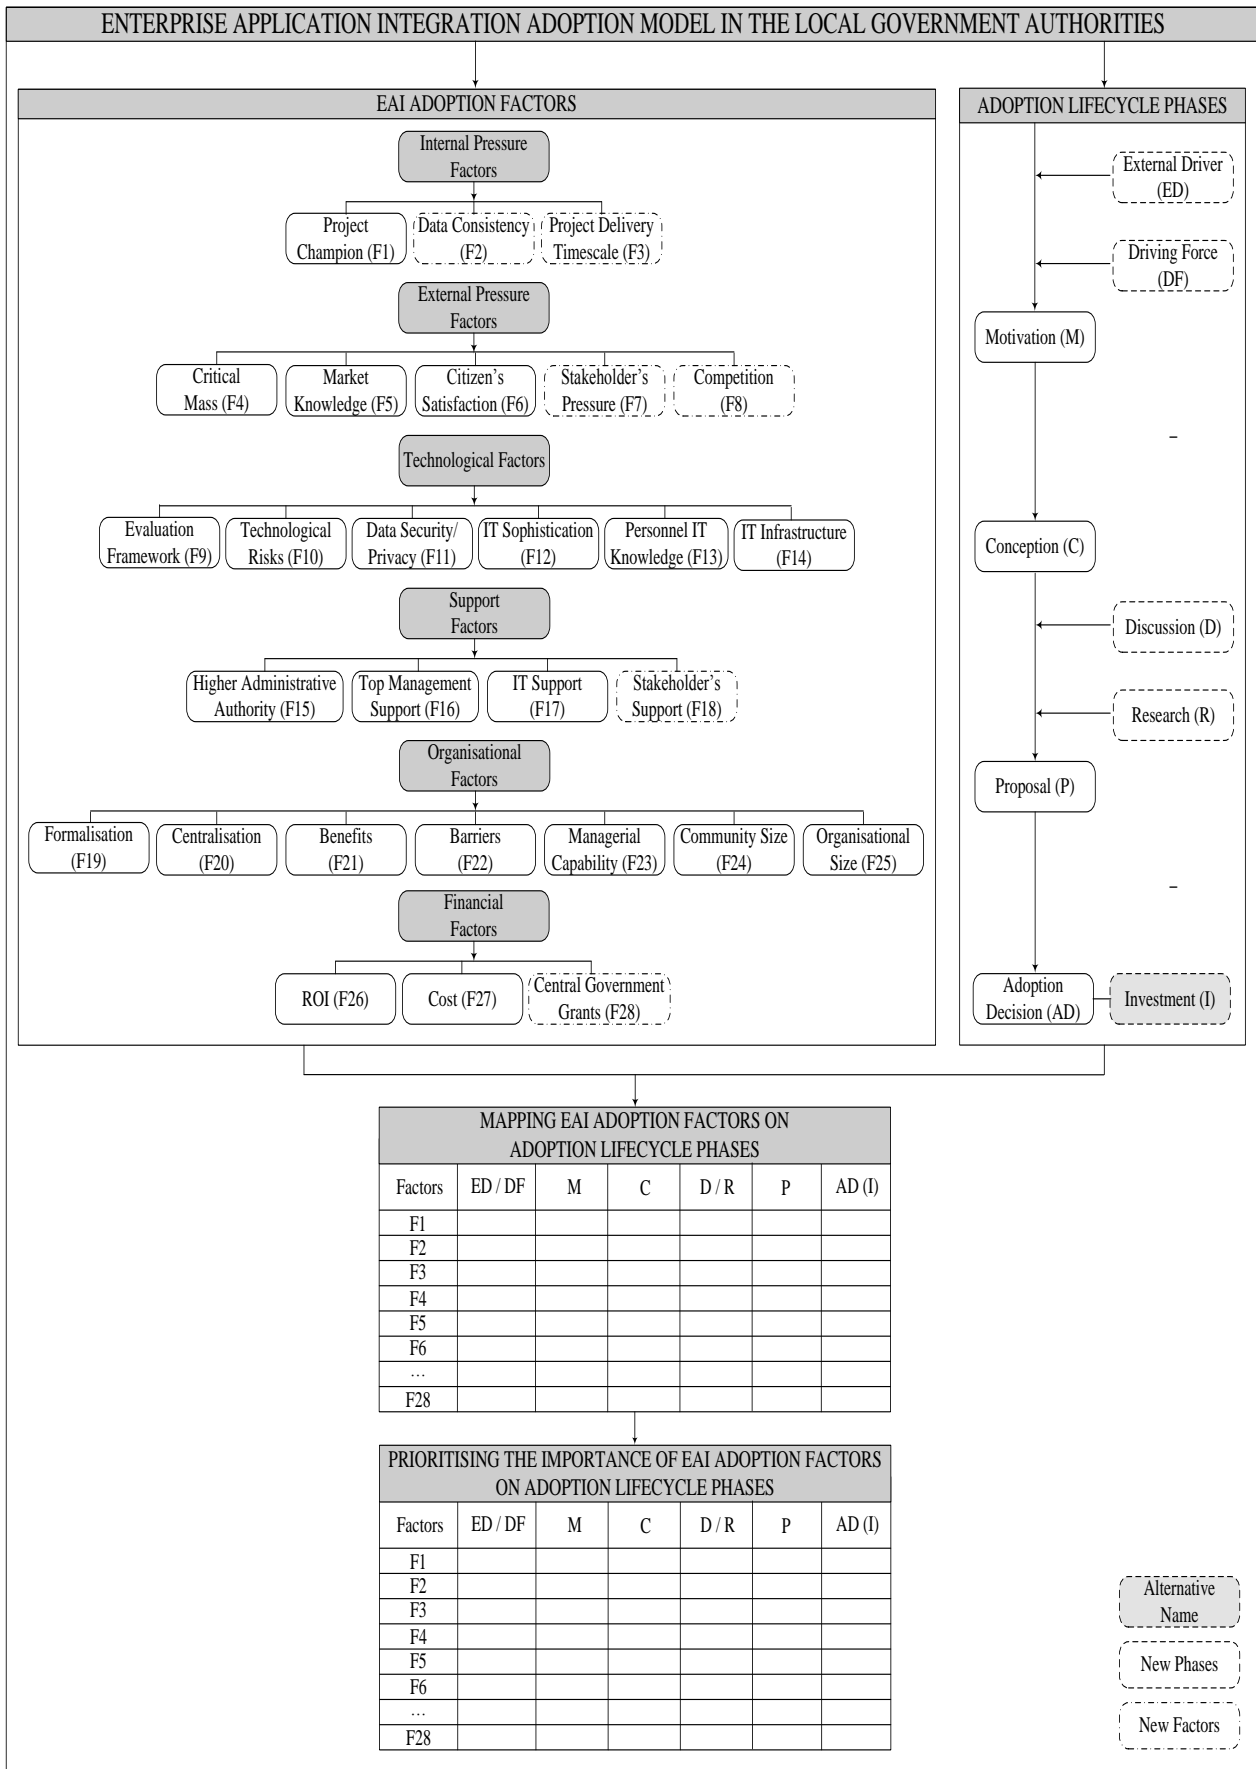 ENTERPRISE APPLICATION INTEGRATION ADOPTION MODEL IN THE LOCAL GOVERNMENT AUTHORITIES
EAI ADOPTION FACTORS
Internal Pressure
Factors
Project
Champion (F1)
Data Consistency
(F2)
Project Delivery
Timescale (F3)
External Pressure
Factors
Critical
Mass (F4)
Market
Knowledge (F5)
Citizen's
Satisfaction (F6)
Stakeholder's
Pressure (F7)
Competition
(F8)
Technological Factors
Evaluation
Framework (F9)
Technological
Risks (F10)
Data Security/
Privacy (F11)
IT Sophistication
(F12)
Personnel IT
Knowledge (F13)
IT Infrastructure
(F14)
Support
Factors
Higher Administrative
Authority (F15)
Top Management
Support (F16)
IT Support
(F17)
Stakeholder's
Support (F18)
Organisational
Factors
Formalisation
(F19)
Centralisation
(F20)
Benefits
(F21)
Barriers
(F22)
Managerial
Capability (F23)
Community Size
(F24)
Organisational
Size (F25)
Financial
Factors
ROI (F26)
Cost (F27)
Central Government
Grants (F28)
ADOPTION LIFECYCLE PHASES
External Driver
(ED)
Driving Force
(DF)
Motivation (M)
–
Conception (C)
Discussion (D)
Research (R)
Proposal (P)
–
Adoption
Decision (AD)
Investment (I)
MAPPING EAI ADOPTION FACTORS ON
ADOPTION LIFECYCLE PHASES
Factors ED / DF M C D / R P AD (I)
F1
F2
F3
F4
F5
F6
…
F28
PRIORITISING THE IMPORTANCE OF EAI ADOPTION FACTORS
ON ADOPTION LIFECYCLE PHASES
Factors ED / DF M C D / R P AD (I)
F1
F2
F3
F4
F5
F6
…
F28
Alternative
Name
New Phases
New Factors